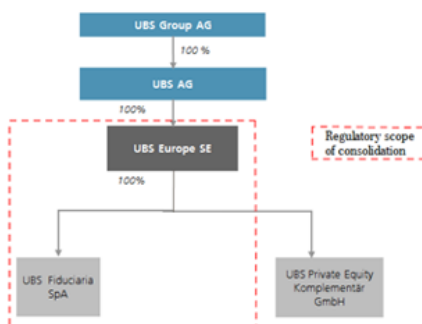 UBS Group AG
100 %
UBS AG
100%
UBS Europe SE
Regulatory scope
of consolidation
100%
UBS Fiduciaria
SpA
UBS Private Equity
Komplementär
GmbH